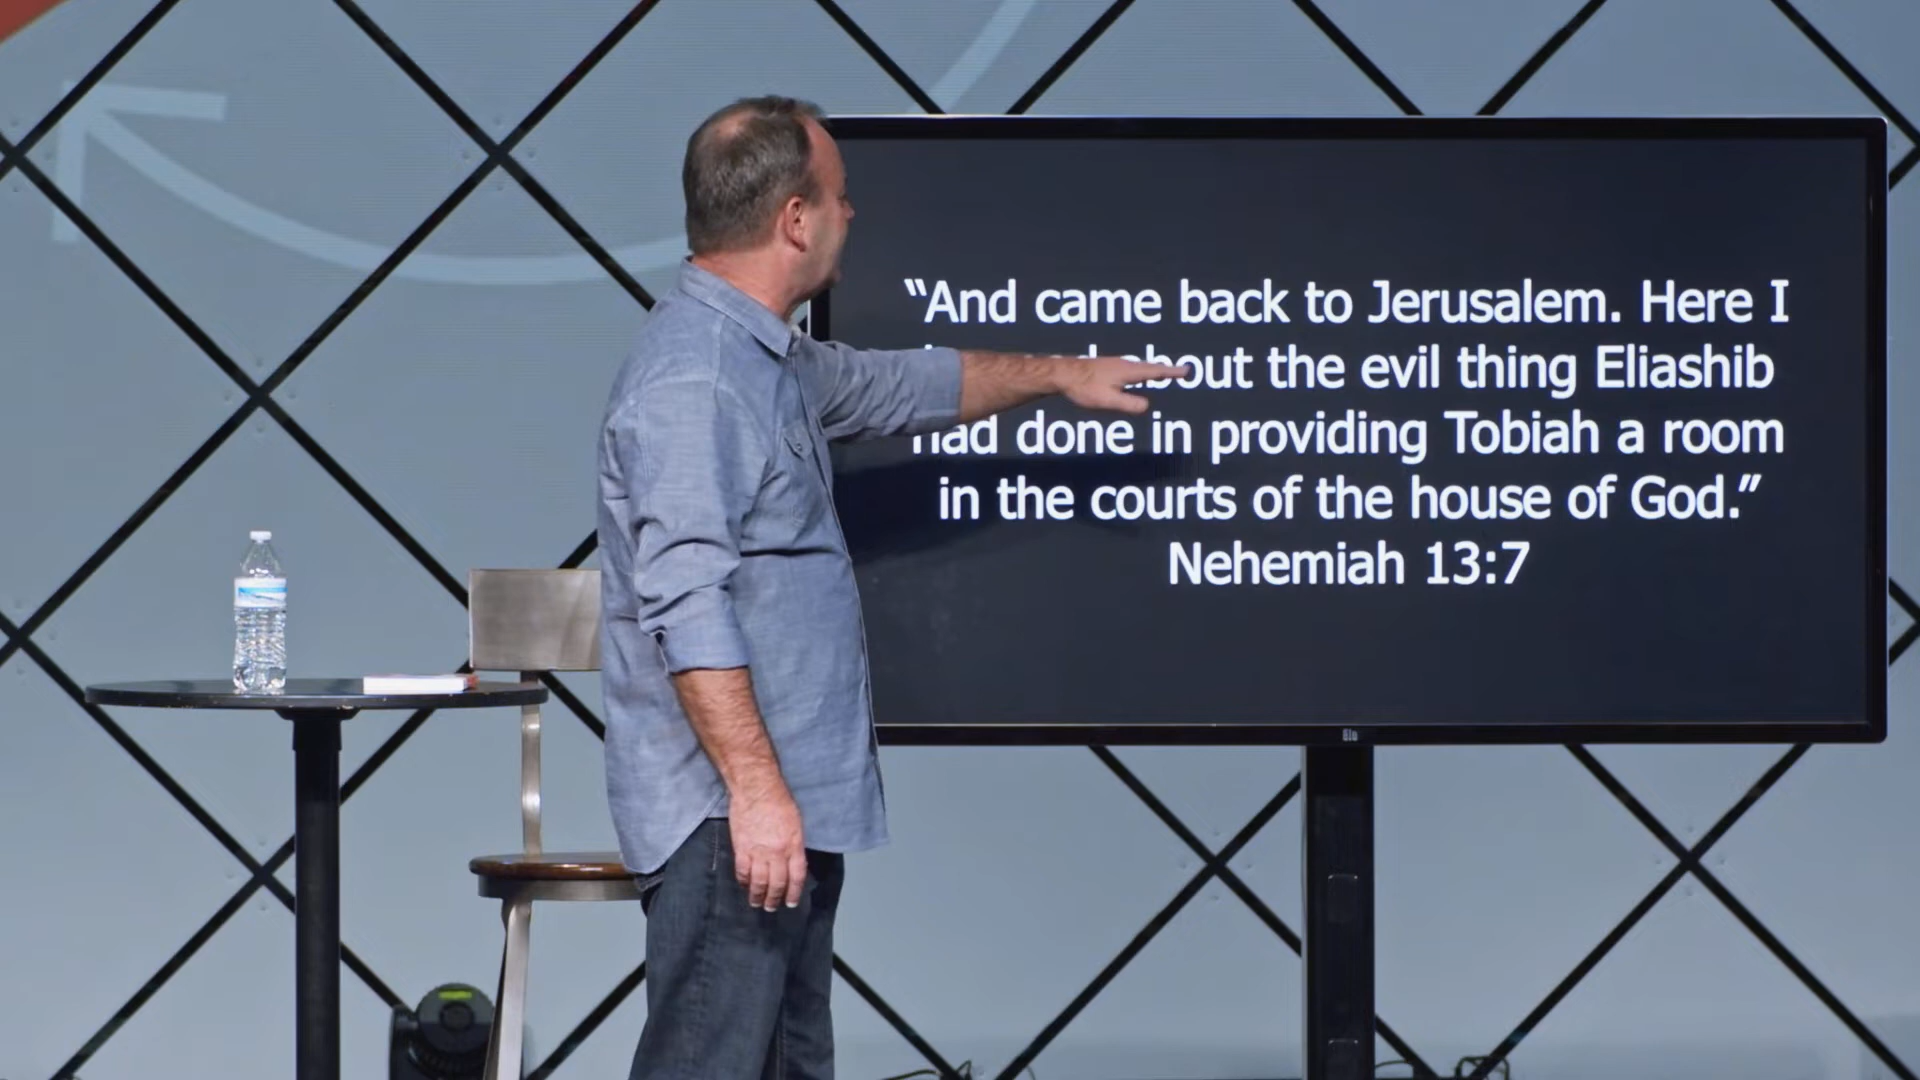 “And came back to Jerusalem. Here I
about the evil thing Eliashib
had done in providing Tobiah a room
in the courts of the house of God.”
Nehemiah 13:7
elo